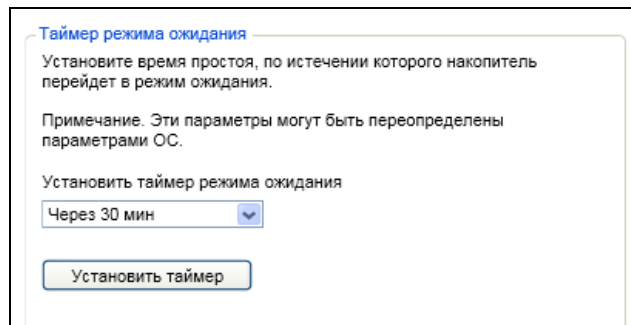 Таймер режима ожидания
Установите время простоя, по истечении которого накопитель
перейдет в режим ожидания.
Примечание. Эти параметры могут быть переопределены
параметрами ОС.
Установить таймер режима ожидания
Через 30 мин
Установить таймер